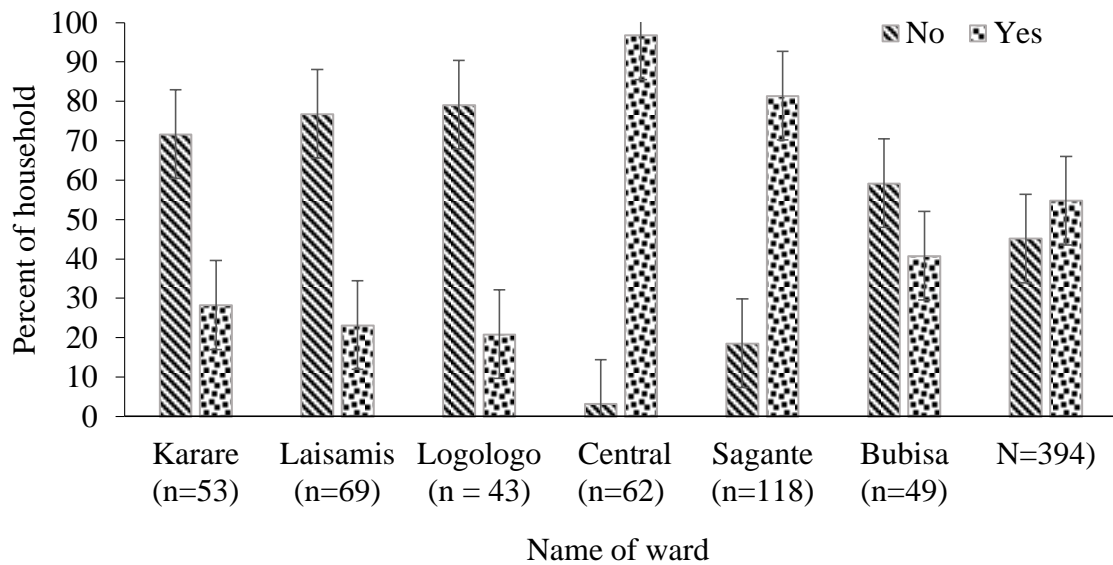 100
90
80
70
60
50
40
30
20
10
0
Percent of household
No Yes
Karare Laisamis Logologo Central Sagante Bubisa N=394)
(n=53) (n=69) (n = 43) (n=62) (n=118) (n=49)
Name of ward